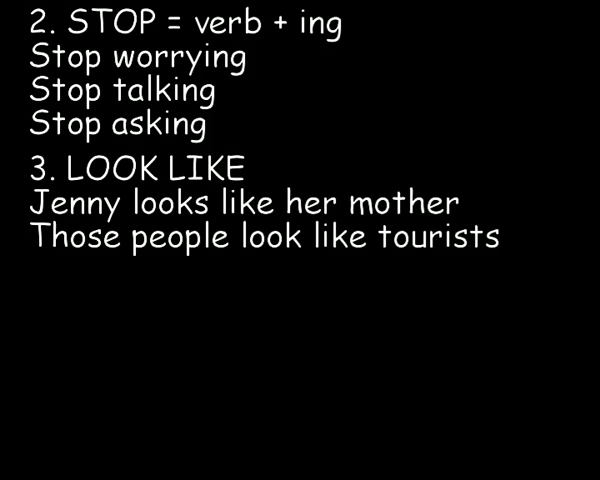 2. STOP = verb + ing
Stop worrying
Stop talking
Stop asking
3. LOOK LIKE
Jenny looks like her mother
Those people look like tourists